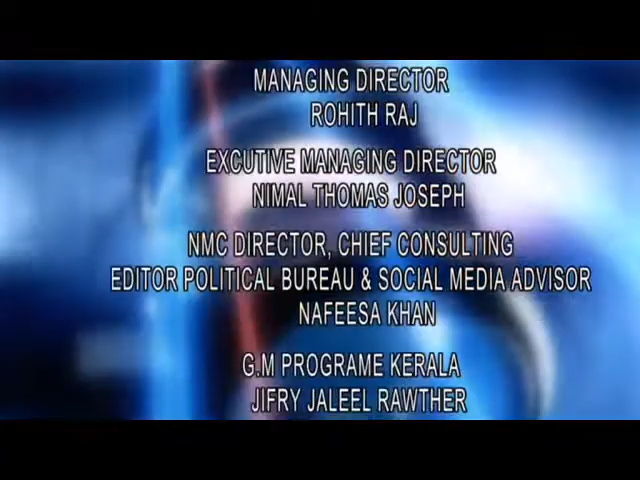 MANAGING DIRECTOR
ROHITH RAJ
EXCUTIVE MANAGING DIRECTOR
NIMAL THOMAS JOSEPH
NMC DIRECTOR, CHIEF CONSULTING
EDITOR POLITICAL BUREAU & SOCIAL MEDIA ADVISOR
NAFEESA KHAN
G.M PROGRAME KERALA
JIFRY JALEEL RAWTHER